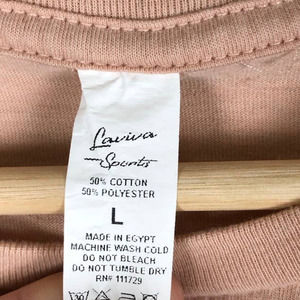 Laviva
Sports
50% COTTON
50% POLYESTER
L
MADE IN EGYPT
MACHINE WASH COLD
DO NOT BLEACH
DO NOT TUMBLE DRY
RNº 111729